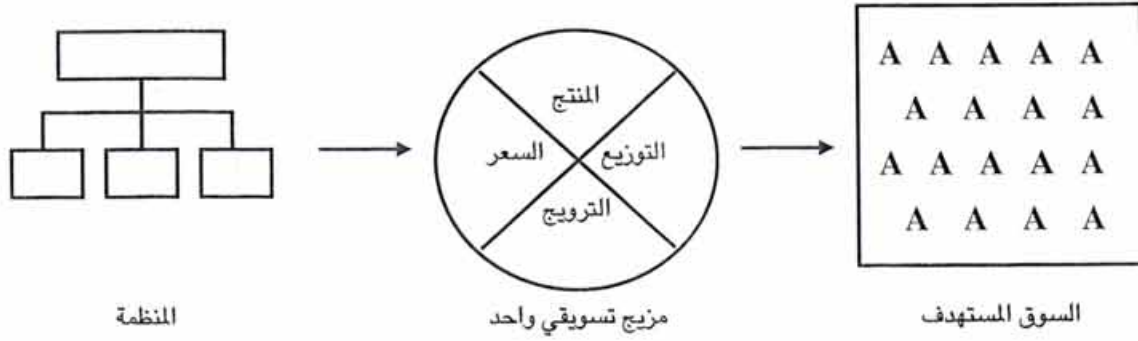 A A A A A
A A A A
A A A A A
A A A A
المنتج
السعر
التوزيع
الترويج
المنظمة
مزيج تسويقي واحد
السوق المستهدف